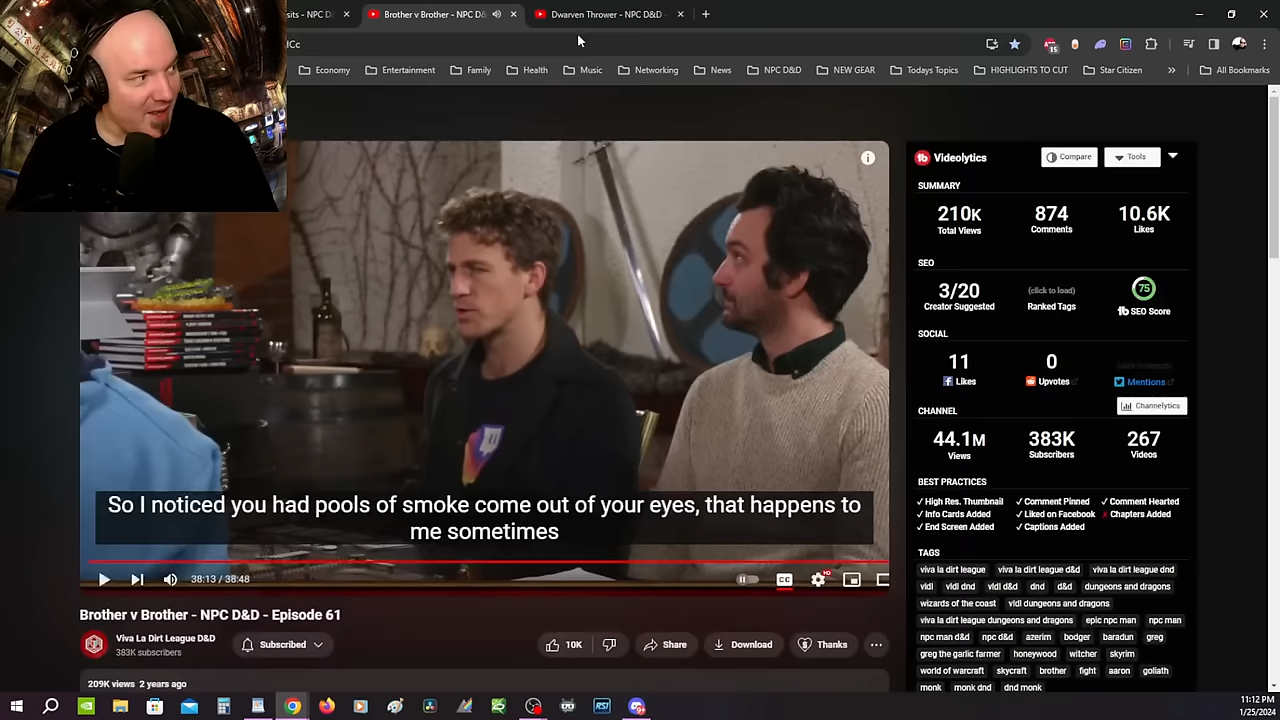 sits - NPC D
Brother v Brother - NPC D&
Dwarven Thrower - NPC D&D
ICc
15
Economy
Entertainment
Family
Health
Music
Networking
News
NPC D&D
NEW GEAR
Todays Topics
HIGHLIGHTS TO CUT
Star Citizen
»
All Bookmarks
So I noticed you had pools of smoke come out of your eyes, that happens to
me sometimes
38:13 / 38:48
CC
HD
Brother v Brother - NPC D&D - Episode 61
Viva La Dirt League D&D
383K subscribers
Subscribed
10K
Share
Download
Thanks
209K views 2 years ago
tb Videolytics
Compare
Tools
SUMMARY
210K
874
10.6K
Total Views
Comments
Likes
SEO
3/20
(click to load)
75
Creator Suggested
Ranked Tags
tb SEO Score
SOCIAL
11
0
Likes
Upvotes
Mentions
Channelytics
CHANNEL
44.1M
383K
267
Views
Subscribers
Videos
BEST PRACTICES
✓ High Res. Thumbnail
✓ Comment Pinned
✓ Comment Hearted
✓ Info Cards Added
✓ Liked on Facebook
x Chapters Added
✓ End Screen Added
✓ Captions Added
TAGS
viva la dirt league
viva la dirt league d&d
viva la dirt league dnd
vldl
vldl dnd
vldl d&d
dnd
d&d
dungeons and dragons
wizards of the coast
vldl dungeons and dragons
viva la dirt league dungeons and dragons
epic npc man
npc man
npc man d&d
npc d&d
azerim
bodger
baradun
greg
greg the garlic farmer
honeywood
witcher
skyrim
world of warcraft
skycraft
brother
fight
aaron
goliath
monk
monk dnd
dnd monk
RSI
11:12 PM
1/25/2024